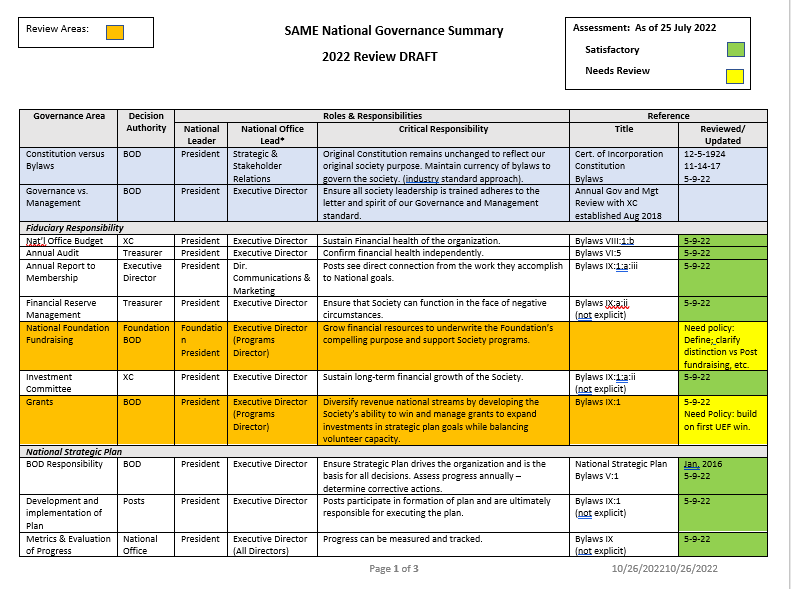 Review Areas:
SAME National Governance Summary
2022 Review DRAFT
Assessment: As of 25 July 2022
Satisfactory
Needs Review
Governance Area
Decision
Authority
Roles & Responsibilities
Reference
National
Leader
National Office
Lead*
Critical Responsibility
Title
Reviewed/
Updated
Constitution versus
Bylaws
BOD
President
Strategic &
Stakeholder
Relations
Original Constitution remains unchanged to reflect our
original society purpose. Maintain currency of bylaws to
govern the society. (industry standard approach).
Cert. of Incorporation
Constitution
Bylaws
12-5-1924
11-14-17
5-9-22
Governance vs.
Management
BOD
President
Executive Director
Ensure all society leadership is trained adheres to the
letter and spirit of our Governance and Management
standard.
Annual Gov and Mgt
Review with XC
established Aug 2018
Fiduciary Responsibility
Nat'l Office Budget
XC
President
Executive Director
Sustain Financial health of the organization.
Bylaws VIII:1:b
5-9-22
Annual Audit
Treasurer
President
Executive Director
Confirm financial health independently.
Bylaws VI:5
5-9-22
Annual Report to
Membership
Executive
Director
President
Dir.
Communications &
Marketing
Posts see direct connection from the work they accomplish
to National goals.
Bylaws IX:1:a:iii
5-9-22
Financial Reserve
Management
Treasurer
President
Executive Director
Ensure that Society can function in the face of negative
circumstances.
Bylaws IX:a:ii
(not explicit)
5-9-22
National Foundation
Fundraising
Foundation
BOD
Foundatio
n
President
Executive Director
(Programs
Director)
Grow financial resources to underwrite the Foundation's
compelling purpose and support Society programs.
Need policy:
Define; clarify
distinction vs Post
fundraising, etc.
Investment
Committee
XC
President
Executive Director
Sustain long-term financial growth of the Society.
Bylaws IX:1:a:ii
(not explicit)
5-9-22
Grants
BOD
President
Executive Director
(Programs
Director)
Diversify revenue national streams by developing the
Society's ability to win and manage grants to expand
investments in strategic plan goals while balancing
volunteer capacity.
Bylaws IX:1
5-9-22
Need Policy: build
on first UEF win.
National Strategic Plan
BOD Responsibility
BOD
President
Executive Director
Ensure Strategic Plan drives the organization and is the
basis for all decisions. Assess progress annually –
determine corrective actions.
National Strategic Plan
Bylaws V:1
Jan, 2016
5-9-22
Development and
implementation of
Plan
Posts
President
Executive Director
Posts participate in formation of plan and are ultimately
responsible for executing the plan.
Bylaws IX:1
(not explicit)
5-9-22
Metrics & Evaluation
of Progress
National
Office
President
Executive Director
(All Directors)
Progress can be measured and tracked.
Bylaws IX
(not explicit)
5-9-22
Page 1 of 3
10/26/202210/26/2022